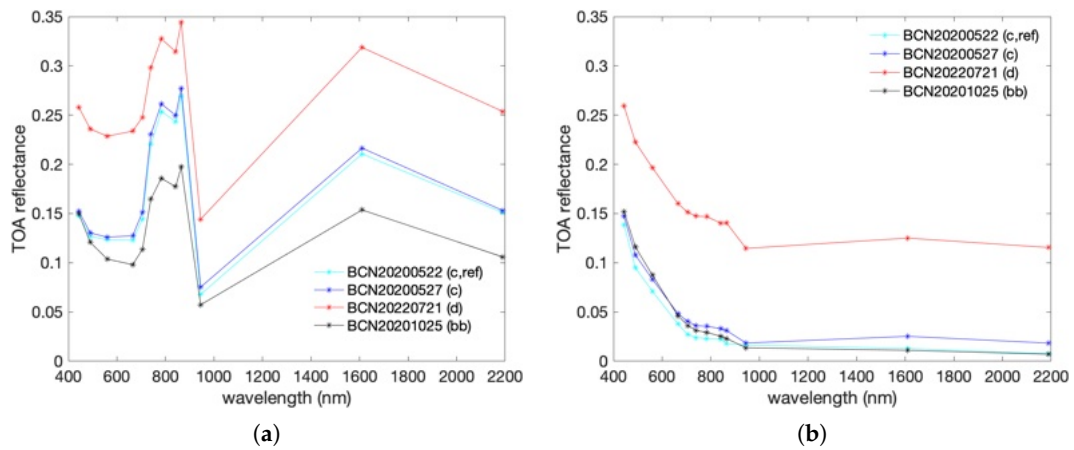 0.35
0.3
0.25
0.2
0.15
0.1
0.05
0
TOA reflectance
400 600 800 1000 1200 1400 1600 1800 2000 2200
wavelength (nm)
BCN20200522 (c,ref)
BCN20200527 (c)
BCN20220721 (d)
BCN20201025 (bb)
(a)
0.35
0.3
0.25
0.2
0.15
0.1
0.05
0
TOA reflectance
400 600 800 1000 1200 1400 1600 1800 2000 2200
wavelength (nm)
BCN20200522 (c,ref)
BCN20200527 (c)
BCN20220721 (d)
BCN20201025 (bb)
(b)